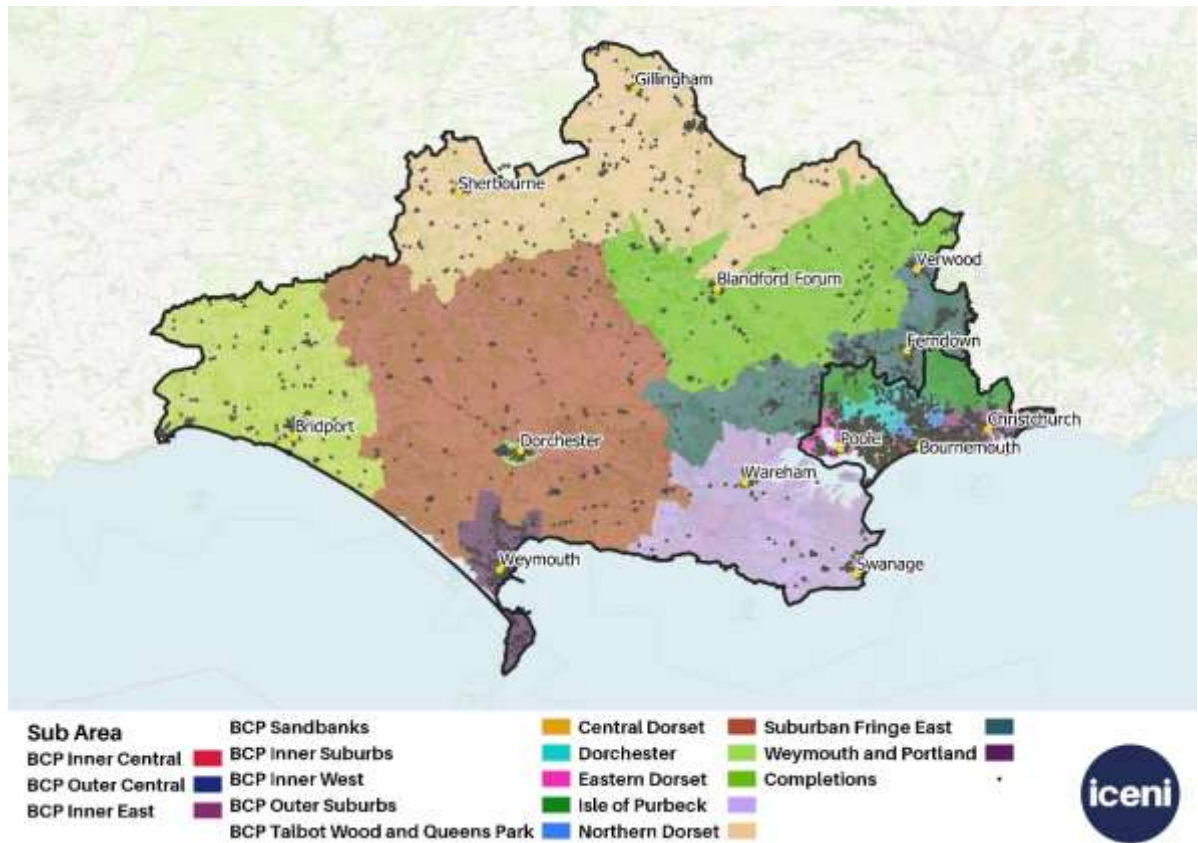 Gillingham
Sherbourne
Verwood
Blandford Forum
Ferndown
Christchurch
Bridport
Dorchester
Poole
Bournemouth
Wareham
Weymouth
Swanage
Sub Area
BCP Inner Central
BCP Outer Central
BCP Inner East
BCP Sandbanks
BCP Inner Suburbs
BCP Inner West
BCP Outer Suburbs
BCP Talbot Wood and Queens Park
Central Dorset
Dorchester
Eastern Dorset
Isle of Purbeck
Northern Dorset
Suburban Fringe East
Weymouth and Portland
Completions
iceni